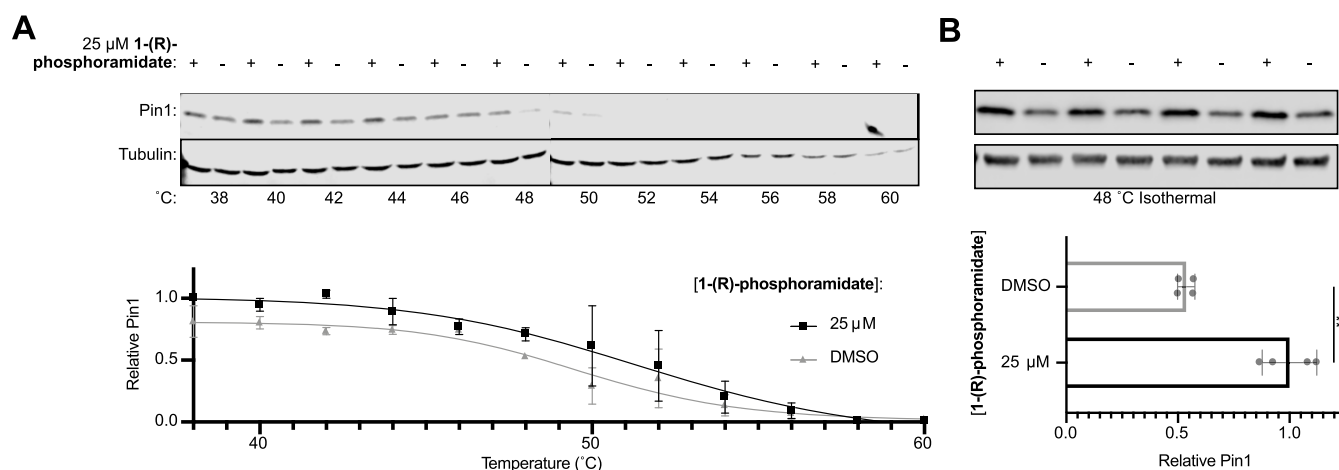 A
25 µM 1-(R)-
phosphoramidate: + - + - + - + - + - + - + - + - + - + - + - + -
Pin1:
Tubulin:
˚C: 38 40 42 44 46 48 50 52 54 56 58 60
Relative Pin1
1.0
0.5
0.0
40 50 60
Temperature (˚C)
[1-(R)-phosphoramidate]:
25 µM
DMSO
B
+ - + - + - + -
48 ˚C Isothermal
[1-(R)-phosphoramidate]
DMSO
25 µM
0.0 0.5 1.0
Relative Pin1